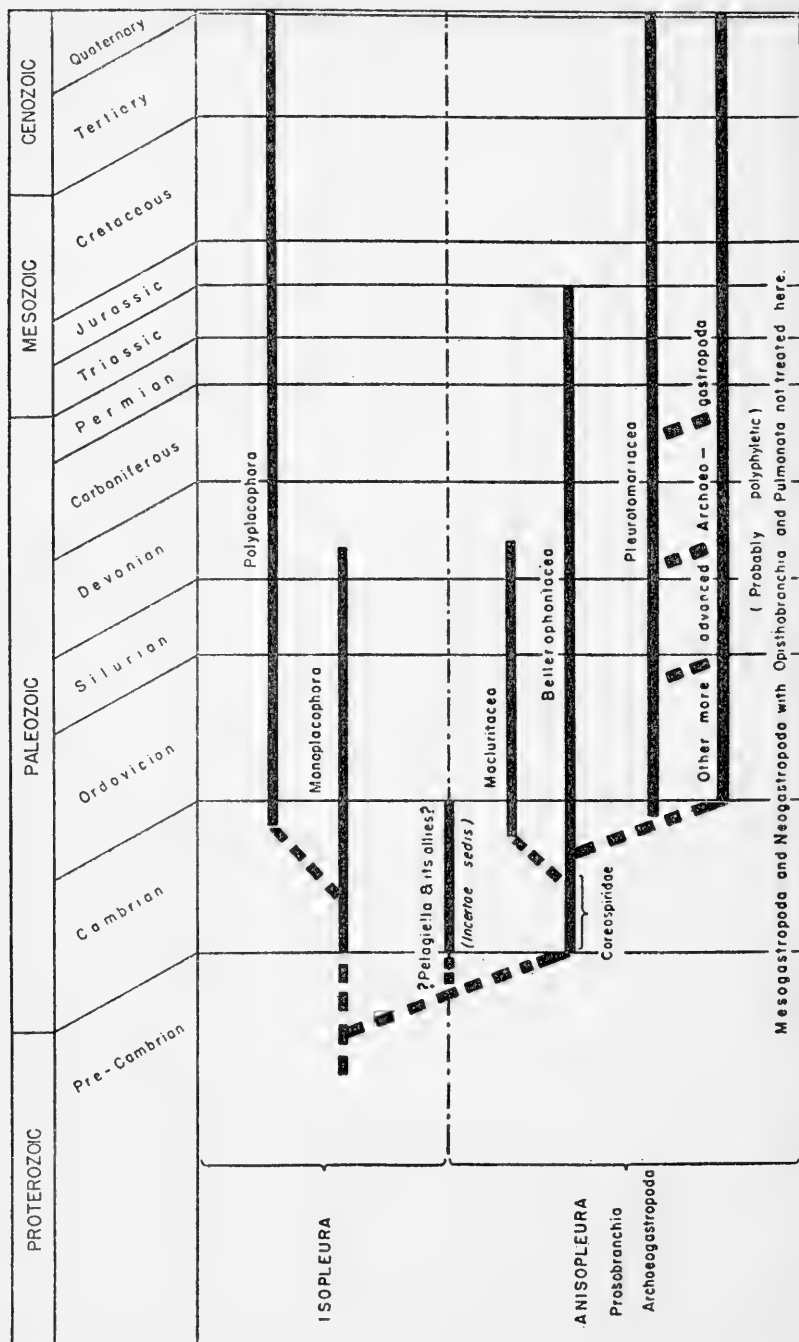 CENOZOIC
MESOZOIC
PALEOZOIC
PROTEROZOIC
Quaternary
Tertiary
Cretaceous
Jurassic
Triassic
Permian
Carboniferous
Devonian
Silurian
Ordovician
Cambrian
Pre-Cambrian
Polyplacophora
Monoplacophora
?Pelagiella & its allies?
(Incertae sedis)
Macluritacea
Bellerophontacea
Coreospiridae
Pleurotomariacea
Other more advanced Archaeo-gastropoda
(Probably polyphyletic)
Mesogastropoda and Neogastropoda with Opisthobranchia and Pulmonata not treated here.
ISOPLEURA
ANISOPLEURA
Prosobranchia
Archaeogastropoda